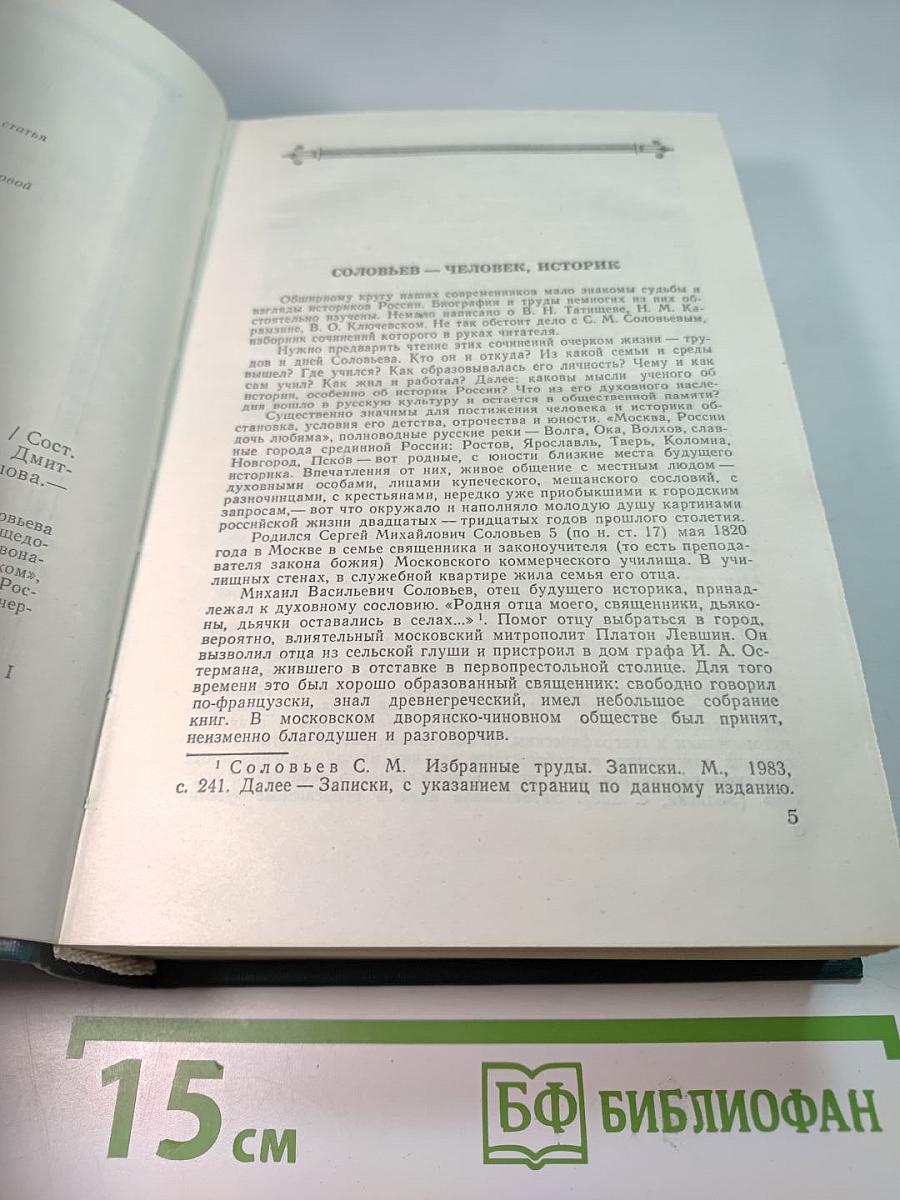 статья
рвой
/ Сост.
Дмит-
лова.—
овьева
щедо-
вона-
ком»,
Рос-
чер-
I
СОЛОВЬЕВ — ЧЕЛОВЕК, ИСТОРИК
Обширному кругу наших современников мало знакомы судьбы и
взгляды историков России. Биографии и труды немногих из них об-
стоятельно изучены. Немало написано о В. Н. Татищеве, Н. М. Ка-
рамзине, В. О. Ключевском. Не так обстоит дело с С. М. Соловьевым,
изборник сочинений которого в руках читателя.
Нужно предварить чтение этих сочинений очерком жизни — тру-
дов и дней Соловьева. Кто он и откуда? Из какой семьи и среды
вышел? Где учился? Как образовывалась его личность? Чему и как
сам учил? Как жил и работал? Далее: каковы мысли ученого об
истории, особенно об истории России? Что из его духовного насле-
дия вошло в русскую культуру и остается в общественной памяти?
Существенно значимы для постижения человека и историка об-
становка, условия его детства, отрочества и юности. «Москва, России
дочь любима», полноводные русские реки — Волга, Ока, Волхов, слав-
ные города срединной России: Ростов, Ярославль, Тверь, Коломна,
Новгород, Псков — вот родные, с юности близкие места будущего
историка. Впечатления от них, живое общение с местным людом —
духовными особами, лицами купеческого, мещанского сословий, с
разночинцами, с крестьянами, нередко уже приобыкшими к городским
запросам,— вот что окружало и наполняло молодую душу картинами
российской жизни двадцатых — тридцатых годов прошлого столетия.
Родился Сергей Михайлович Соловьев 5 (по н. ст. 17) мая 1820
года в Москве в семье священника и законоучителя (то есть препода-
вателя закона божия) Московского коммерческого училища. В учи-
лищных стенах, в служебной квартире жила семья его отца.
Михаил Васильевич Соловьев, отец будущего историка, принад-
лежал к духовному сословию. «Родня отца моего, священники, дьяко-
ны, дьячки оставались в селах...» ¹. Помог отцу выбраться в город,
вероятно, влиятельный московский митрополит Платон Левшин. Он
вызволил отца из сельской глуши и пристроил в дом графа И. А. Ос-
термана, жившего в отставке в первопрестольной столице. Для того
времени это был хорошо образованный священник: свободно говорил
по-французски, знал древнегреческий, имел небольшое собрание
книг. В московском дворянско-чиновном обществе был принят,
неизменно благодушен и разговорчив.
¹ Соловьев С. М. Избранные труды. Записки. М., 1983,
с. 241. Далее — Записки, с указанием страниц по данному изданию.
5
15 см
БФ БИБЛИОФАН